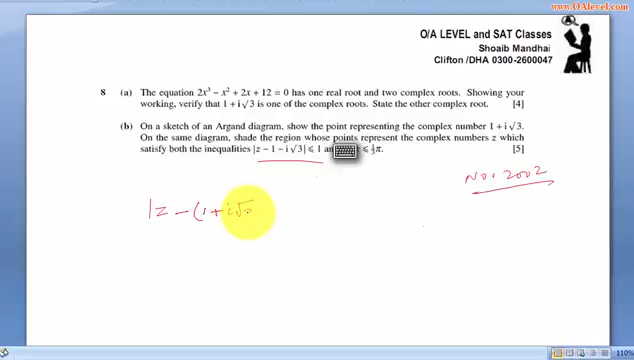 www.OAlevel.com
O/A LEVEL and SAT Classes
Shoaib Mandhai
Clifton /DHA 0300-2600047
8 (a) The equation 2x³ − x² + 2x + 12 = 0 has one real root and two complex roots. Showing your
working, verify that 1 + i√3 is one of the complex roots. State the other complex root. [4]
(b) On a sketch of an Argand diagram, show the point representing the complex number 1 + i√3.
On the same diagram, shade the region whose points represent the complex numbers z which
satisfy both the inequalities |z − 1 − i√3| ⩽ 1 an ⩽ ⅓π. [5]
Nov 2002
|z − (1 + i√
110%